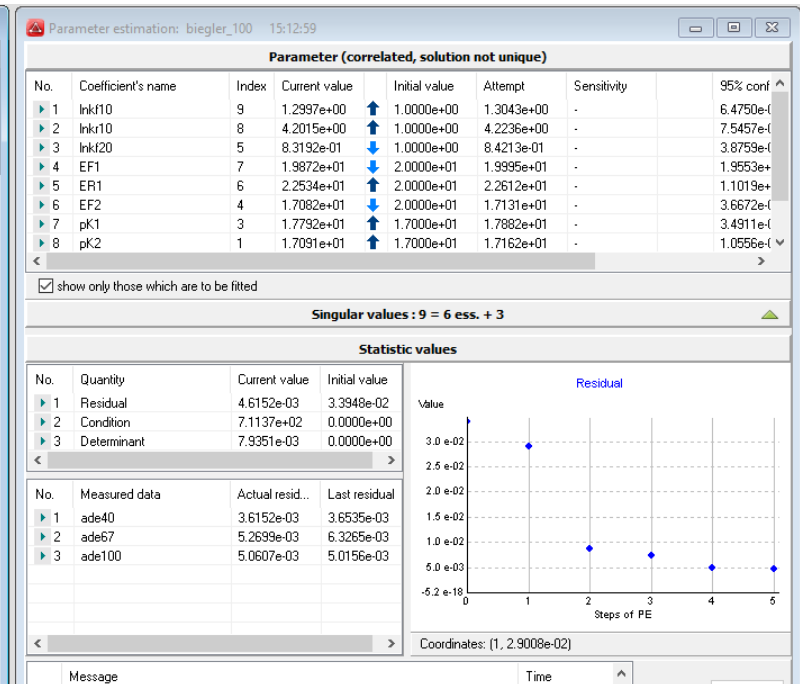 Parameter estimation: biegler_100 15:12:59
Parameter (correlated, solution not unique)
No. Coefficient's name Index Current value Initial value Attempt Sensitivity 95% conf
1 lnkf10 9 1.2997e+00 1.0000e+00 1.3043e+00 - 6.4750e-(
2 lnkr10 8 4.2015e+00 1.0000e+00 4.2236e+00 - 7.5457e-(
3 lnkf20 5 8.3192e-01 1.0000e+00 8.4213e-01 - 3.8759e-(
4 EF1 7 1.9872e+01 2.0000e+01 1.9995e+01 - 1.9553e+
5 ER1 6 2.2534e+01 2.0000e+01 2.2612e+01 - 1.1019e+
6 EF2 4 1.7082e+01 2.0000e+01 1.7131e+01 - 3.6672e-(
7 pK1 3 1.7792e+01 1.7000e+01 1.7882e+01 - 3.4911e-(
8 pK2 1 1.7091e+01 1.7000e+01 1.7162e+01 - 1.0556e-(
show only those which are to be fitted
Singular values : 9 = 6 ess. + 3
Statistic values
No. Quantity Current value Initial value
1 Residual 4.6152e-03 3.3948e-02
2 Condition 7.1137e+02 0.0000e+00
3 Determinant 7.9351e-03 0.0000e+00
No. Measured data Actual resid... Last residual
1 ade40 3.6152e-03 3.6535e-03
2 ade67 5.2699e-03 6.3265e-03
3 ade100 5.0607e-03 5.0156e-03
Residual
Value
3.0 e-02
2.5 e-02
2.0 e-02
1.5 e-02
1.0 e-02
5.0 e-03
-5.2 e-18
0 1 2 3 4 5
Steps of PE
Coordinates: (1, 2.9008e-02)
Message Time